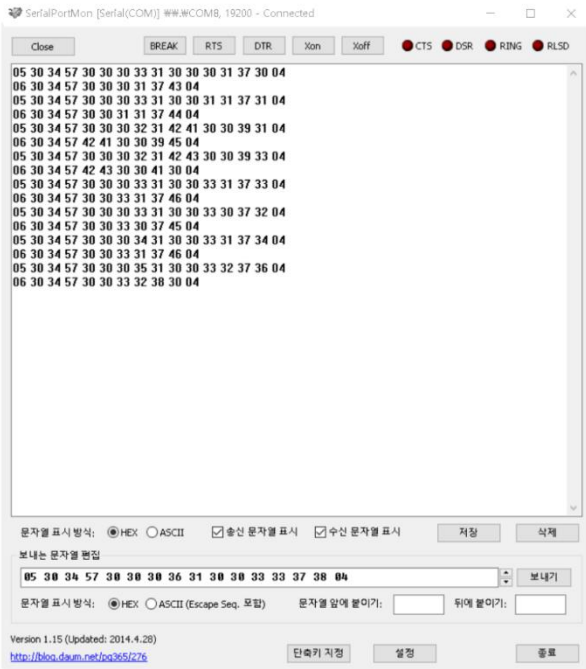 SerialPortMon [Serial(COM)] ₩₩.₩COM8, 19200 - Connected
Close BREAK RTS DTR Xon Xoff CTS DSR RING RLSD
05 30 34 57 30 30 30 33 31 30 30 30 31 37 30 04
06 30 34 57 30 30 30 31 37 43 04
05 30 34 57 30 30 30 33 31 30 30 31 31 37 31 04
06 30 34 57 30 30 31 31 37 44 04
05 30 34 57 30 30 30 32 31 42 41 30 30 39 31 04
06 30 34 57 42 41 30 30 39 45 04
05 30 34 57 30 30 30 32 31 42 43 30 30 39 33 04
06 30 34 57 42 43 30 30 41 30 04
05 30 34 57 30 30 30 33 31 30 30 33 31 37 33 04
06 30 34 57 30 30 33 31 37 46 04
05 30 34 57 30 30 30 33 31 30 30 33 30 37 32 04
06 30 34 57 30 30 33 30 37 45 04
05 30 34 57 30 30 30 34 31 30 30 33 31 37 34 04
06 30 34 57 30 30 33 31 37 46 04
05 30 34 57 30 30 30 35 31 30 30 33 32 37 36 04
06 30 34 57 30 30 33 32 38 30 04
문자열 표시 방식: HEX ASCII 송신 문자열 표시 수신 문자열 표시 저장 삭제
보내는 문자열 편집
05 30 34 57 30 30 30 36 31 30 30 33 33 37 38 04 보내기
문자열 표시 방식: HEX ASCII (Escape Seq. 포함) 문자열 앞에 붙이기: 뒤에 붙이기:
Version 1.15 (Updated: 2014.4.28)
http://blog.daum.net/pg365/276 단축키 지정 설정 종료